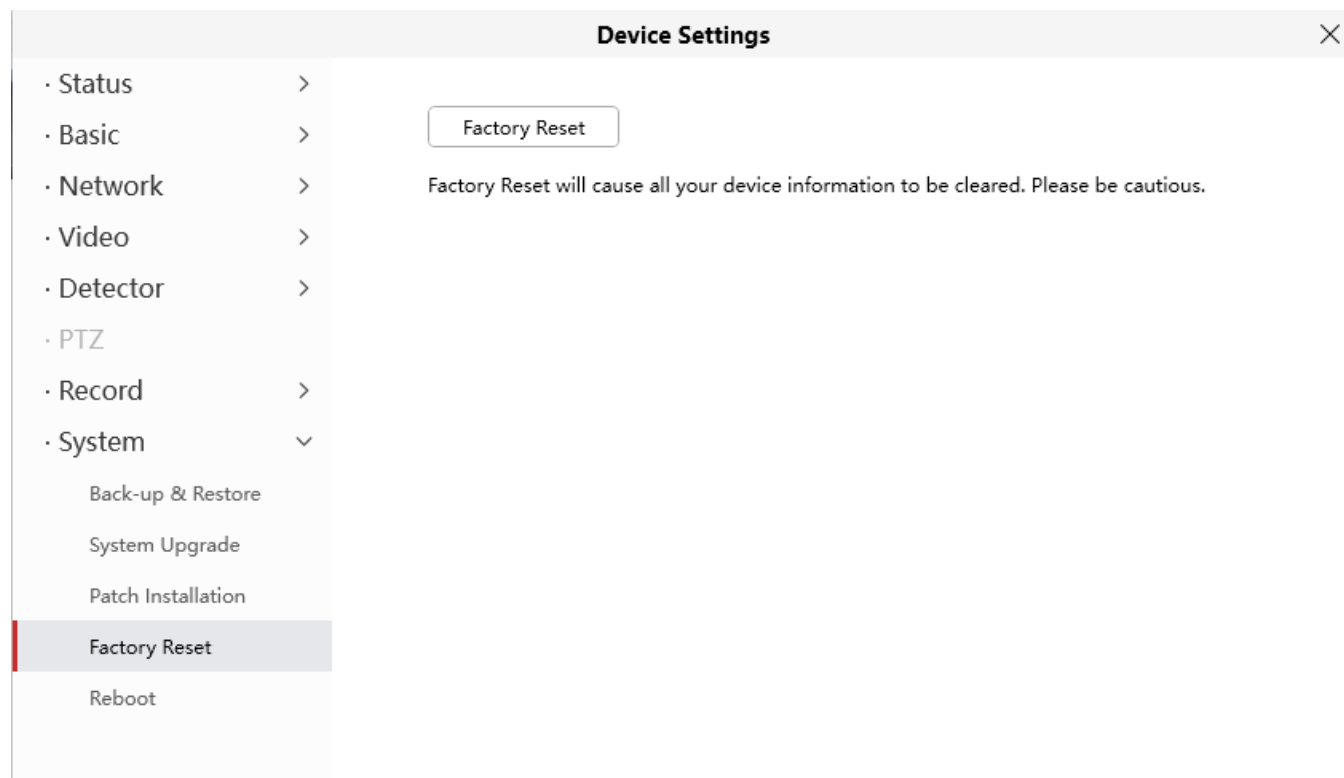 Device Settings
· Status
· Basic
· Network
· Video
· Detector
· PTZ
· Record
· System
Back-up & Restore
System Upgrade
Patch Installation
Factory Reset
Reboot
Factory Reset
Factory Reset will cause all your device information to be cleared. Please be cautious.